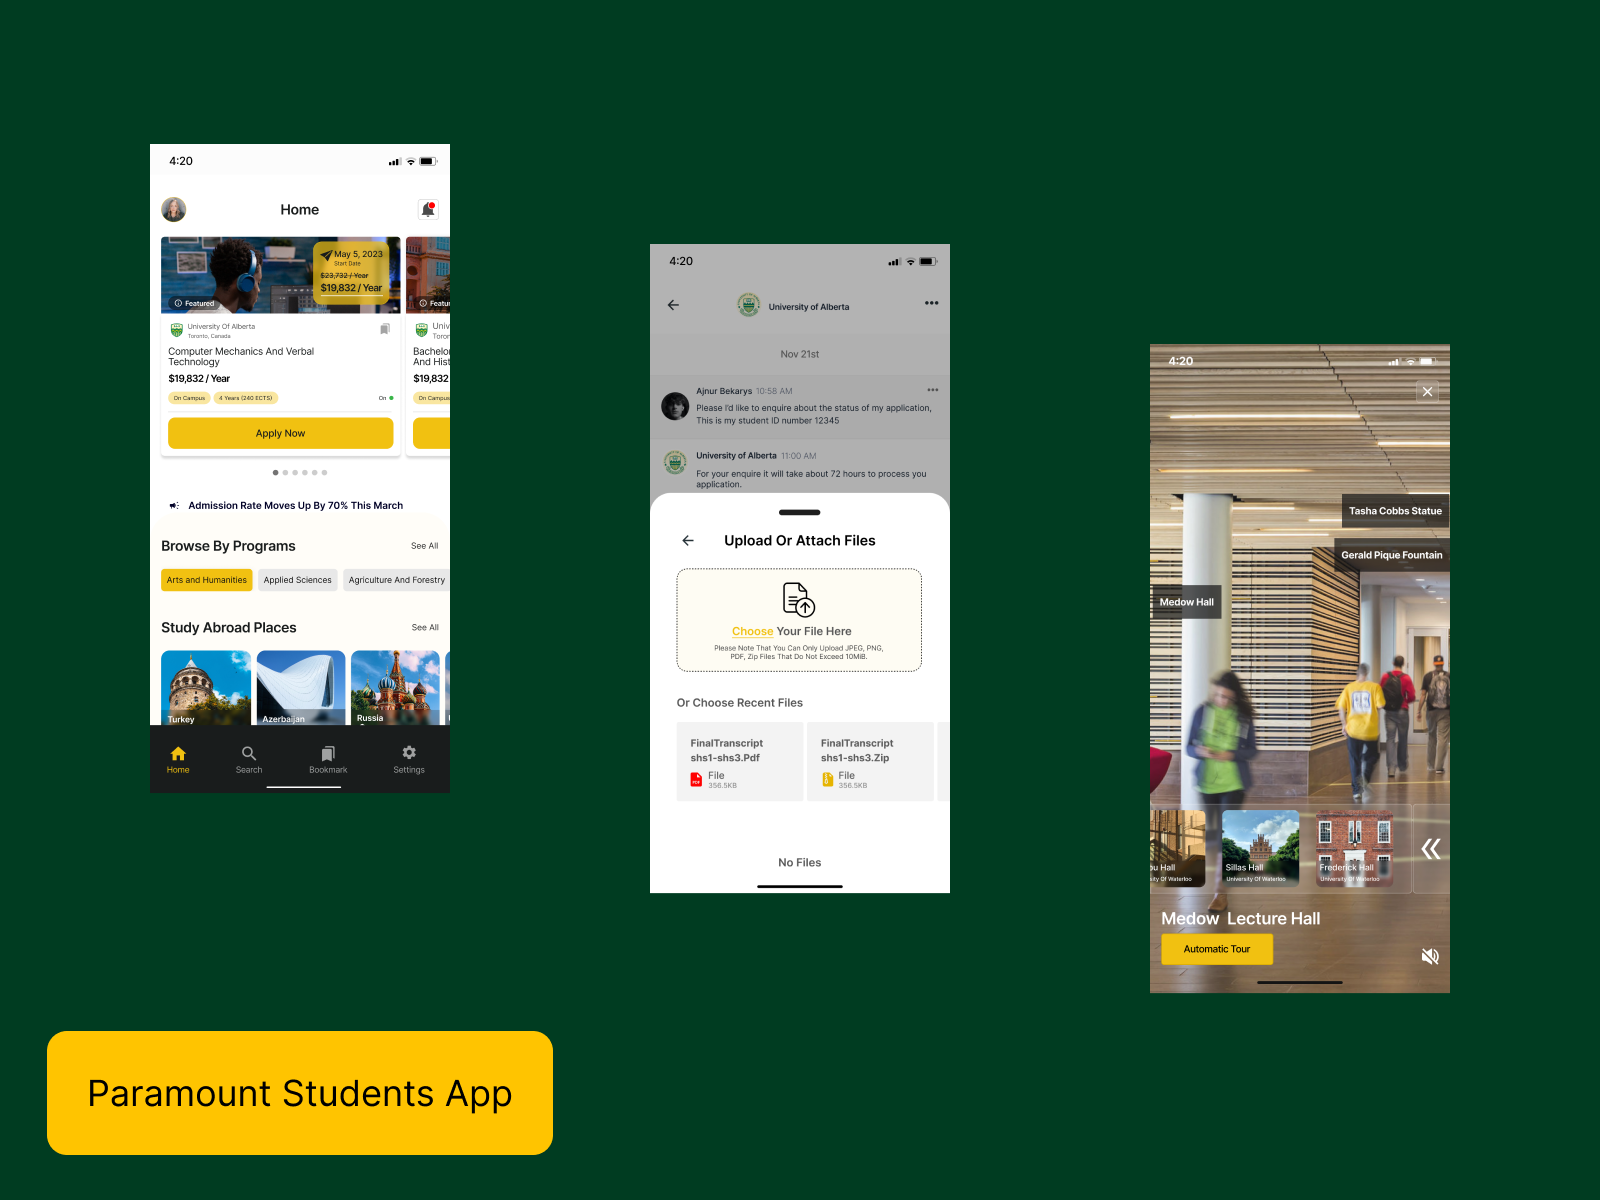 4:20
Home
May 5, 2023
Start Date
$23,732 / Year
$19,832 / Year
Featured
University Of Alberta
Toronto, Canada
Computer Mechanics And Verbal
Technology
$19,832 / Year
On Campus
4 Years (240 ECTS)
On
Apply Now
Featur
Univ
Toron
Bachelo
And Hist
$19,832
On Campus
Admission Rate Moves Up By 70% This March
Browse By Programs
See All
Arts and Humanities
Applied Sciences
Agriculture And Forestry
Study Abroad Places
See All
Turkey
Azerbaijan
Russia
Home
Search
Bookmark
Settings
4:20
University of Alberta
Nov 21st
Ajnur Bekarys 10:58 AM
Please I'd like to enquire about the status of my application,
This is my student ID number 12345
University of Alberta 11:00 AM
For your enquire it will take about 72 hours to process you
application.
Upload Or Attach Files
Choose Your File Here
Please Note That You Can Only Upload JPEG, PNG,
PDF, Zip Files That Do Not Exceed 10MiB.
Or Choose Recent Files
FinalTranscript
shs1-shs3.Pdf
PDF
File
356.5KB
FinalTranscript
shs1-shs3.Zip
File
356.5KB
No Files
4:20
Tasha Cobbs Statue
Gerald Pique Fountain
Medow Hall
ou Hall
sity Of Waterloo
Sillas Hall
University Of Waterloo
Frederick Hall
University Of Waterloo
Medow Lecture Hall
Automatic Tour
Paramount Students App